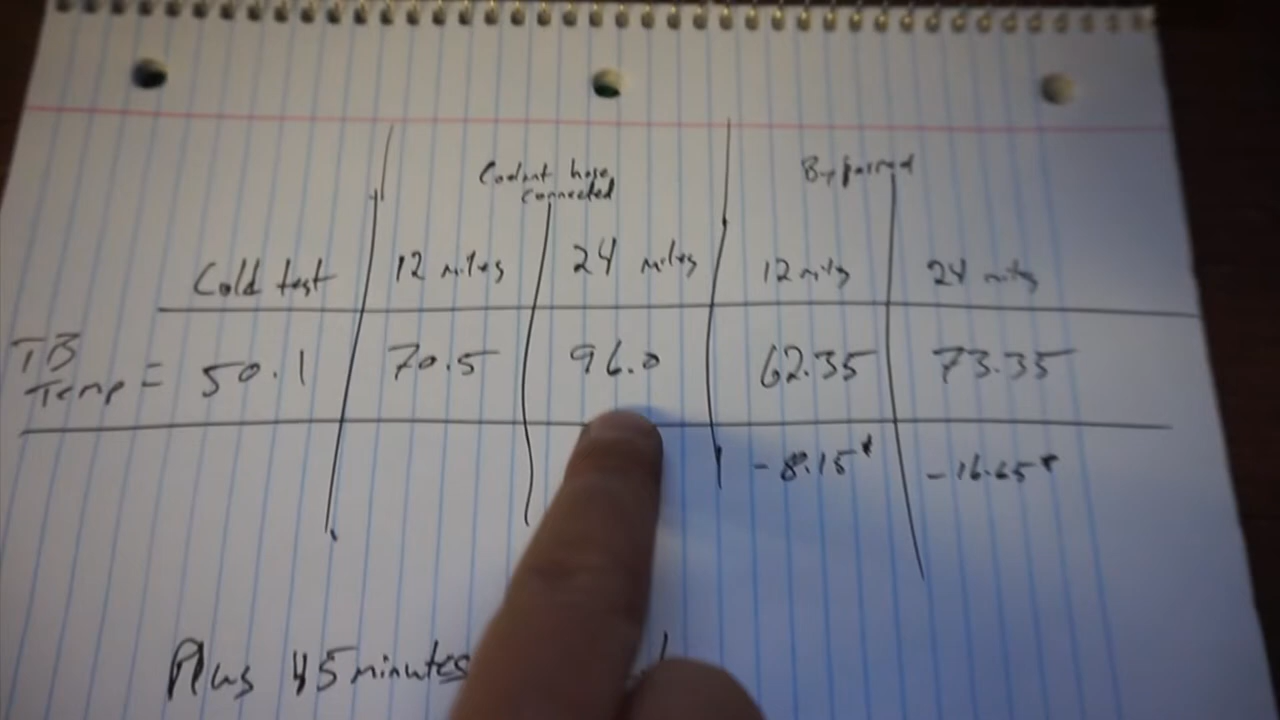 Coolant hose
connected
Bypassed
Cold test 12 miles 24 miles 12 miles 24 miles
TB
Temp = 50.1 70.5 96.0 62.35 73.35
-8.15° -16.65°
Plus 45 minutes